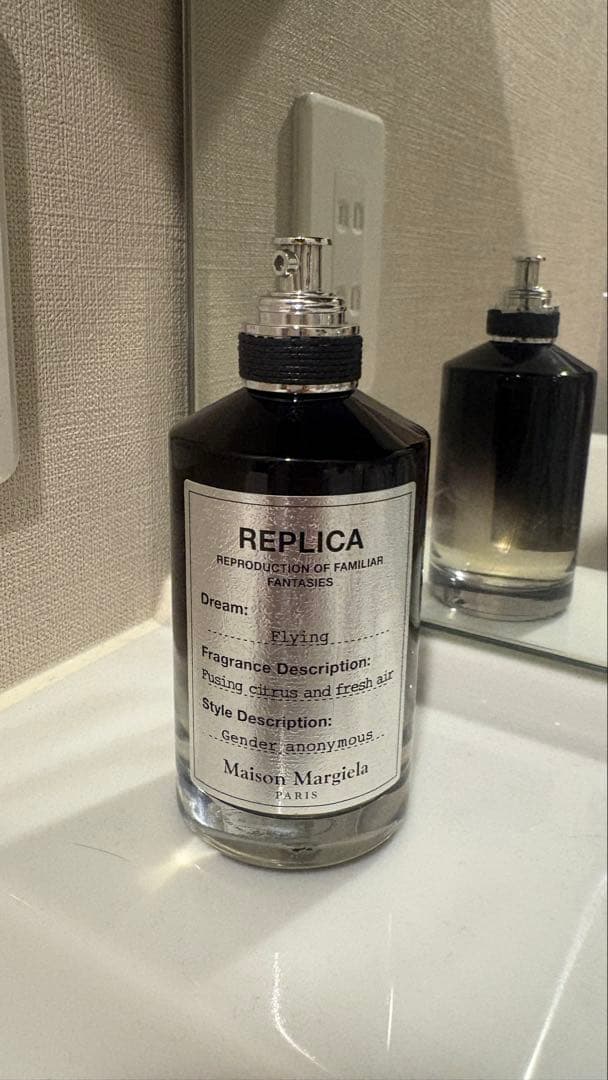 REPLICA
REPRODUCTION OF FAMILIAR
FANTASIES
Dream:
Flying
Fragrance Description:
Fusing citrus and fresh air
Style Description:
Gender anonymous
Maison Margiela
PARIS